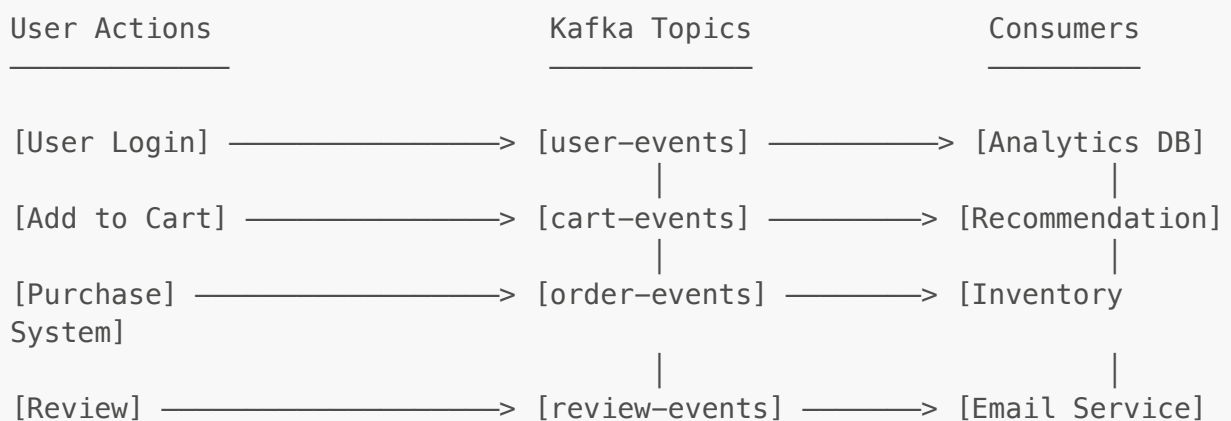 User Actions Kafka Topics Consumers
[User Login] ────────────────> [user-events] ──────────> [Analytics DB]
│ │
[Add to Cart] ───────────────> [cart-events] ─────────> [Recommendation]
│ │
[Purchase] ──────────────────> [order-events] ────────> [Inventory
System]
│ │
[Review] ────────────────────> [review-events] ───────> [Email Service]